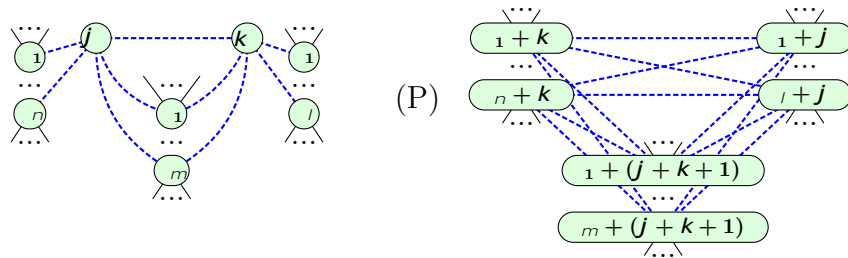 ... j k ...
1 1
... ... ...
n 1 l
... ... ...
m
...
(P)
... ...
1 + k 1 + j
... ...
n + k l + j
... ... ...
1 + (j + k + 1)
...
m + (j + k + 1)
...